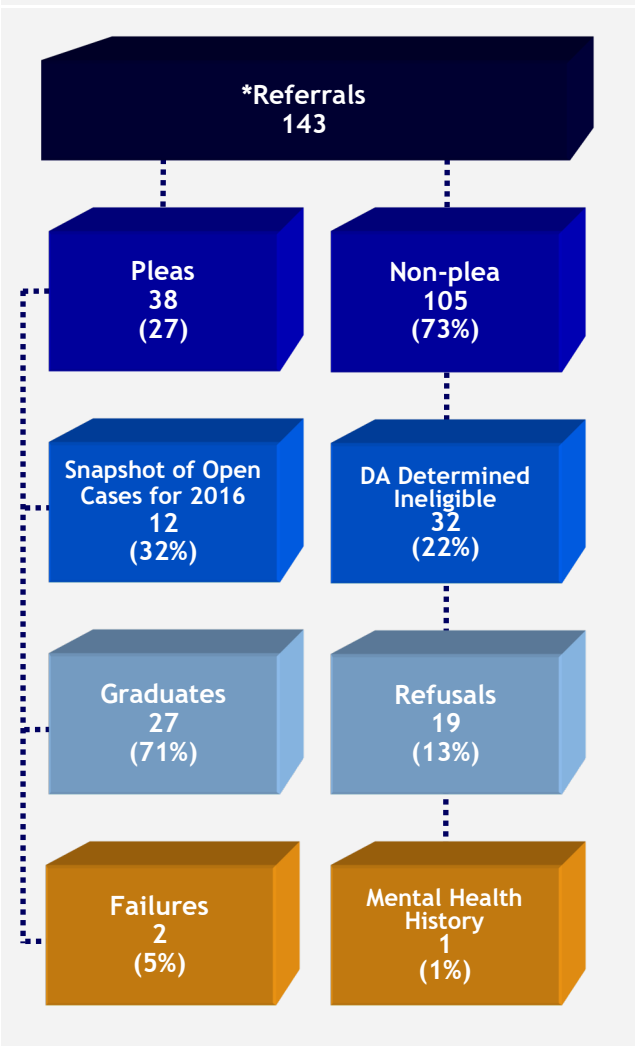 *Referrals
143
Pleas
38
(27)
Non-plea
105
(73%)
Snapshot of Open
Cases for 2016
12
(32%)
DA Determined
Ineligible
32
(22%)
Graduates
27
(71%)
Refusals
19
(13%)
Failures
2
(5%)
Mental Health
History
1
(1%)